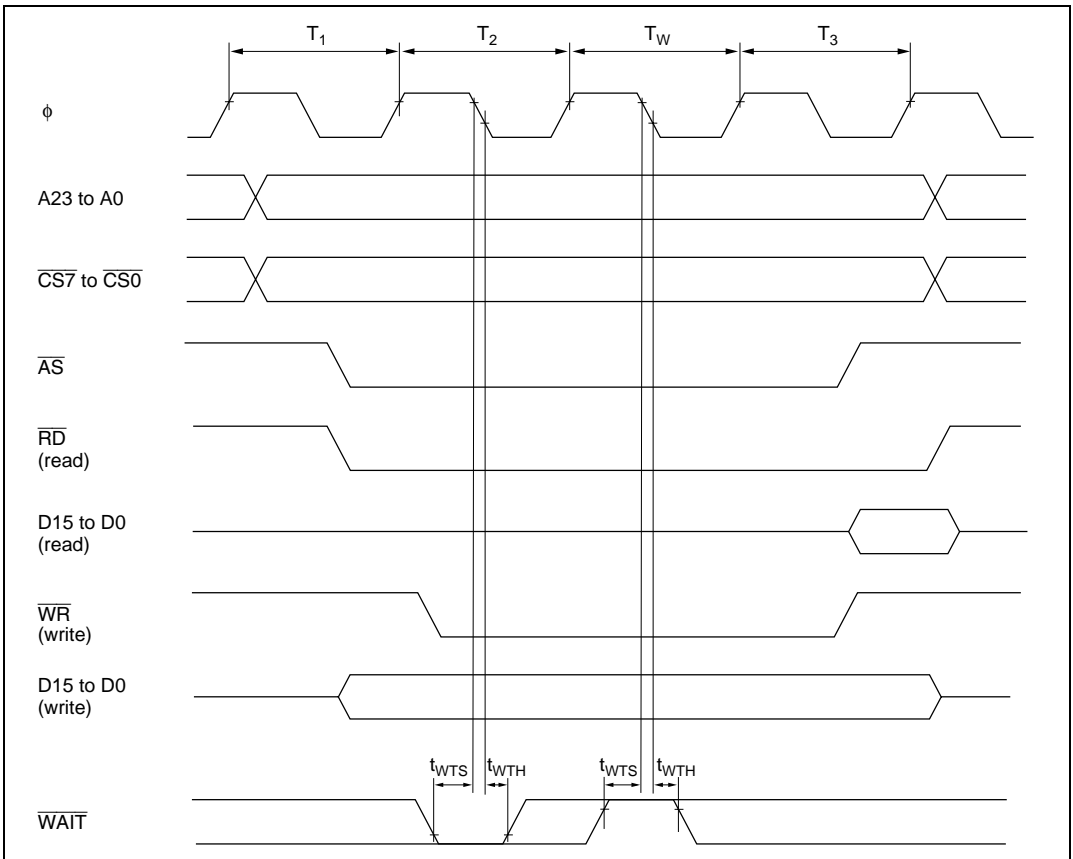 T1 T2 TW T3
φ
A23 to A0
CS7 to CS0
AS
RD
(read)
D15 to D0
(read)
WR
(write)
D15 to D0
(write)
tWTS tWTH tWTS tWTH
WAIT